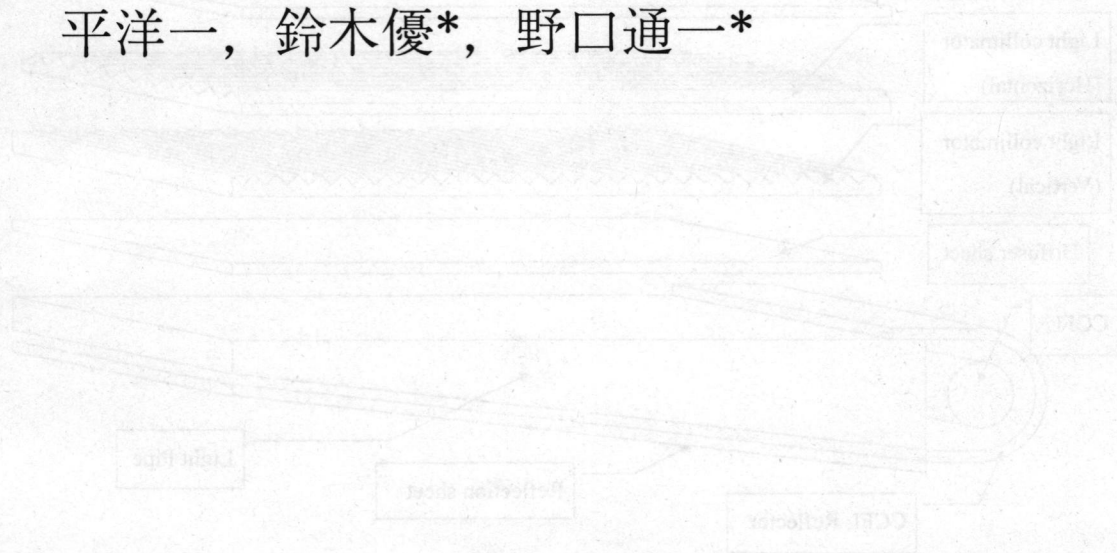 平洋一，鈴木優*，野口通一*
Light collimator
(Horizontal)
Light collimator
(Vertical)
Diffuser sheet
CCFL
Light Pipe
Reflection sheet
CCFL Reflector